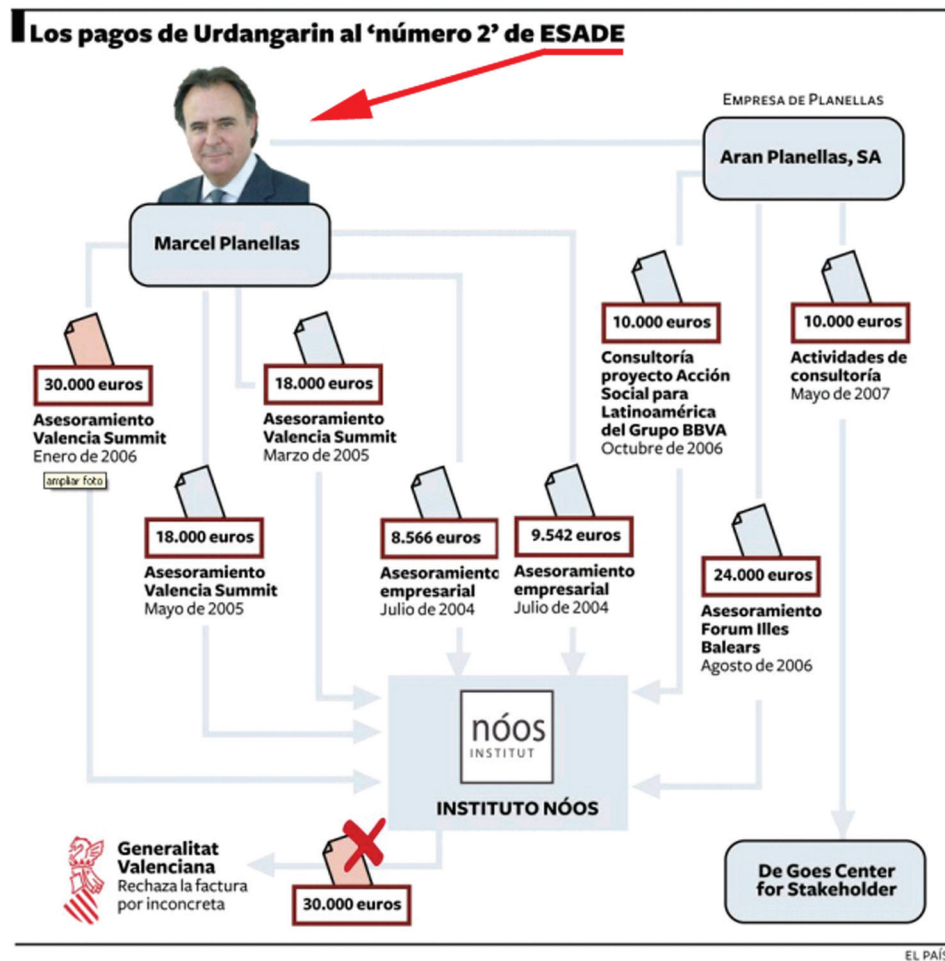 Los pagos de Urdangarin al ‘número 2’ de ESADE
EMPRESA DE PLANELLAS
Aran Planellas, SA
Marcel Planellas
30.000 euros
Asesoramiento
Valencia Summit
Enero de 2006
ampliar foto
18.000 euros
Asesoramiento
Valencia Summit
Mayo de 2005
18.000 euros
Asesoramiento
Valencia Summit
Marzo de 2005
8.566 euros
Asesoramiento
empresarial
Julio de 2004
9.542 euros
Asesoramiento
empresarial
Julio de 2004
10.000 euros
Consultoría
proyecto Acción
Social para
Latinoamérica
del Grupo BBVA
Octubre de 2006
24.000 euros
Asesoramiento
Forum Illes
Balears
Agosto de 2006
10.000 euros
Actividades de
consultoría
Mayo de 2007
nóos
INSTITUT
INSTITUTO NÓOS
Generalitat
Valenciana
Rechaza la factura
por inconcreta
30.000 euros
De Goes Center
for Stakeholder
EL PAÍS